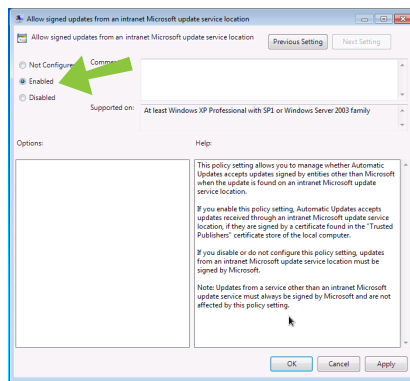 Allow signed updates from an intranet Microsoft update service location
Allow signed updates from an intranet Microsoft update service location
Previous Setting
Next Setting
Not Configure
Comme
Enabled
Disabled
Supported on:
At least Windows XP Professional with SP1 or Windows Server 2003 family
Options:
Help:
This policy setting allows you to manage whether Automatic
Updates accepts updates signed by entities other than Microsoft
when the update is found on an intranet Microsoft update
service location.
If you enable this policy setting, Automatic Updates accepts
updates received through an intranet Microsoft update service
location, if they are signed by a certificate found in the "Trusted
Publishers" certificate store of the local computer.
If you disable or do not configure this policy setting, updates
from an intranet Microsoft update service location must be
signed by Microsoft.
Note: Updates from a service other than an intranet Microsoft
update service must always be signed by Microsoft and are not
affected by this policy setting.
OK
Cancel
Apply